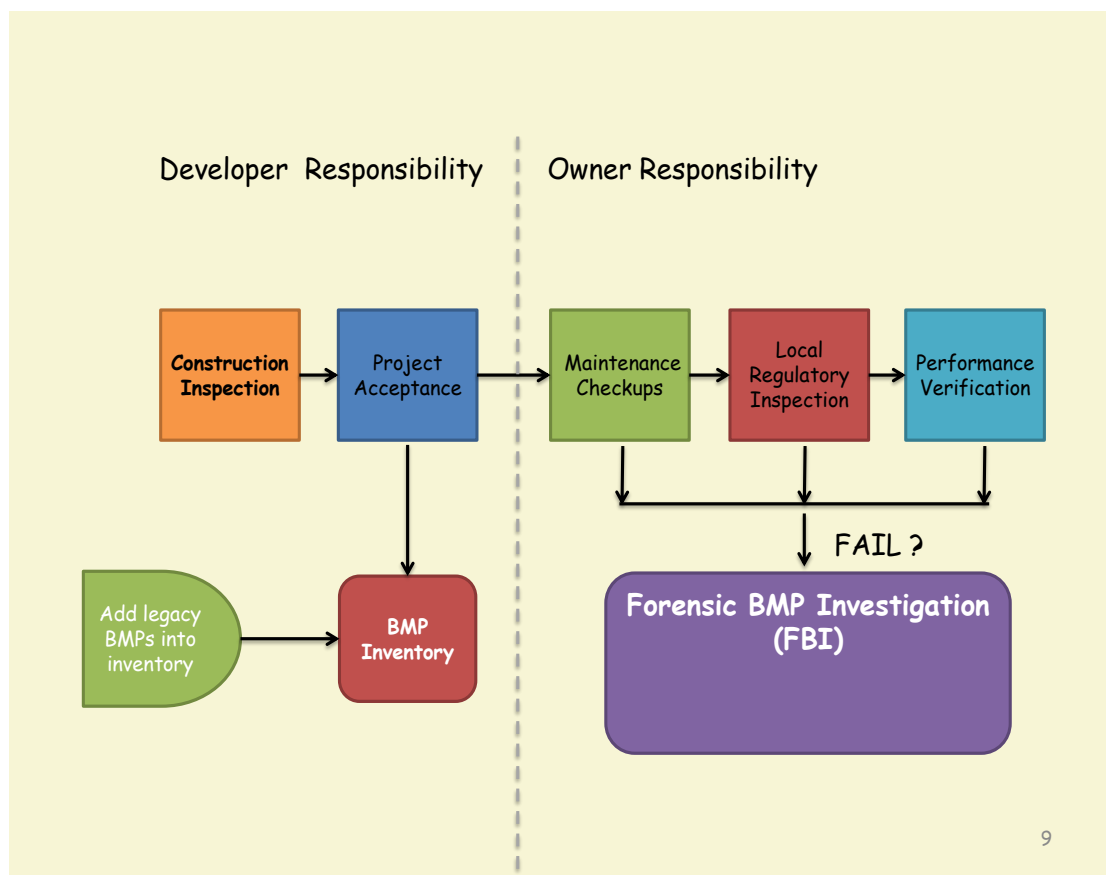 Developer Responsibility
Owner Responsibility
Construction
Inspection
Project
Acceptance
Maintenance
Checkups
Local
Regulatory
Inspection
Performance
Verification
FAIL ?
Add legacy
BMPs into
inventory
BMP
Inventory
Forensic BMP Investigation
(FBI)
9